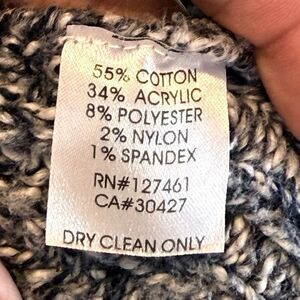 55% COTTON
34% ACRYLIC
8% POLYESTER
2% NYLON
1% SPANDEX
RN#127461
CA#30427
DRY CLEAN ONLY